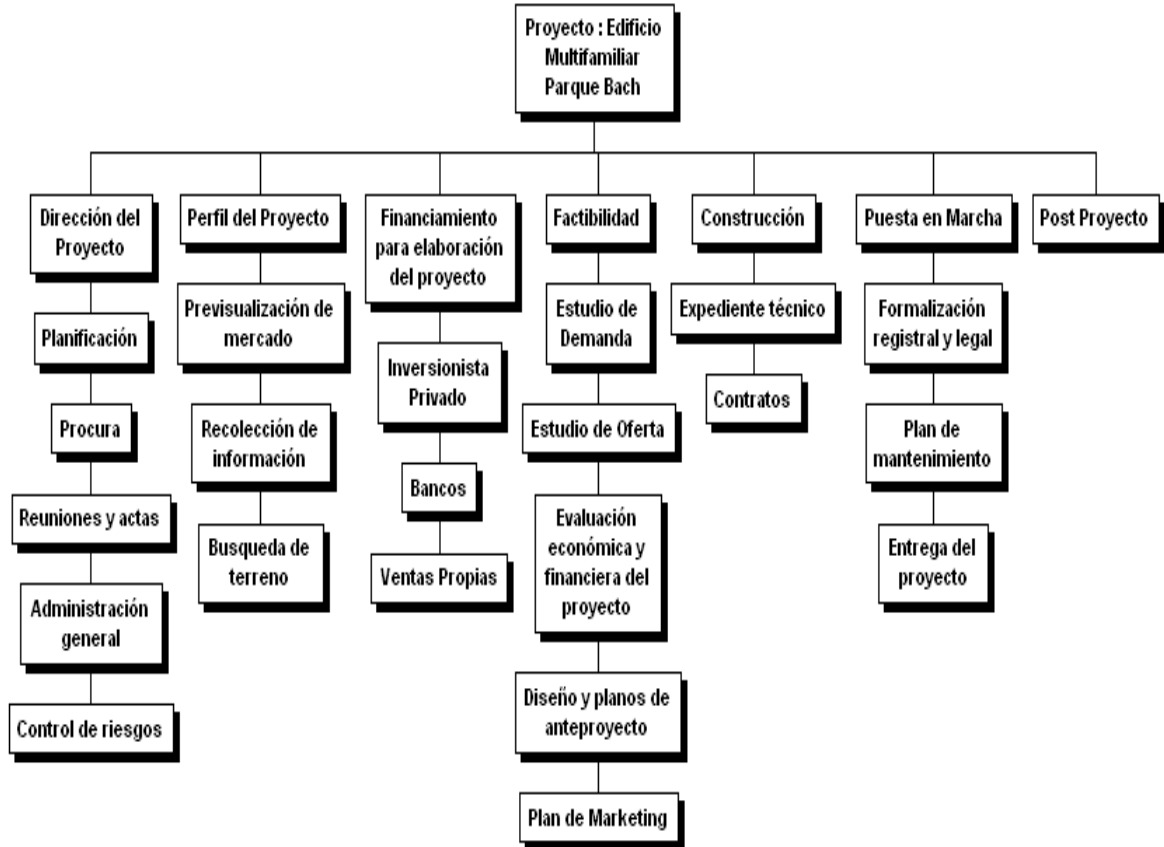 Proyecto : Edificio
Multifamiliar
Parque Bach
Dirección del
Proyecto
Planificación
Procura
Reuniones y actas
Administración
general
Control de riesgos
Perfil del Proyecto
Previsualización de
mercado
Recolección de
información
Busqueda de
terreno
Financiamiento
para elaboración
del proyecto
Inversionista
Privado
Bancos
Ventas Propias
Factibilidad
Estudio de
Demanda
Estudio de Oferta
Evaluación
económica y
financiera del
proyecto
Diseño y planos de
anteproyecto
Plan de Marketing
Construcción
Expediente técnico
Contratos
Puesta en Marcha
Formalización
registral y legal
Plan de
mantenimiento
Entrega del
proyecto
Post Proyecto